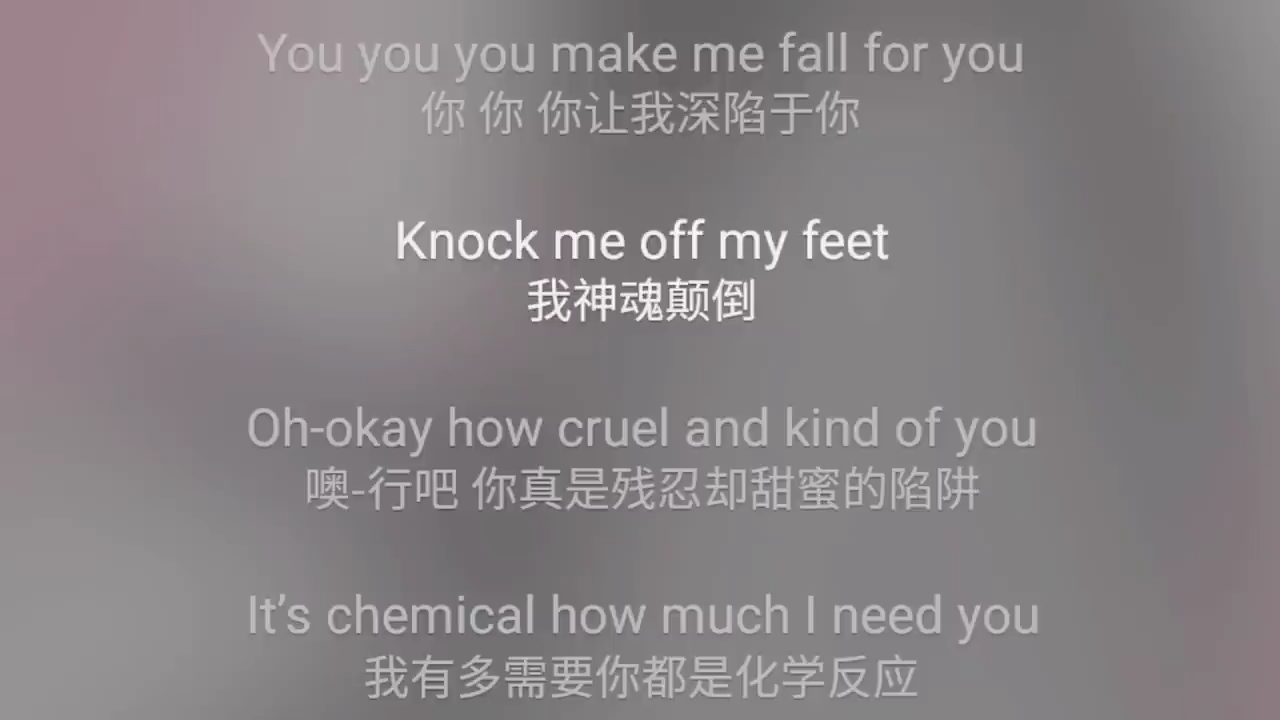 You you you make me fall for you
你 你 你让我深陷于你
Knock me off my feet
我神魂颠倒
Oh-okay how cruel and kind of you
噢-行吧 你真是残忍却甜蜜的陷阱
It's chemical how much I need you
我有多需要你都是化学反应